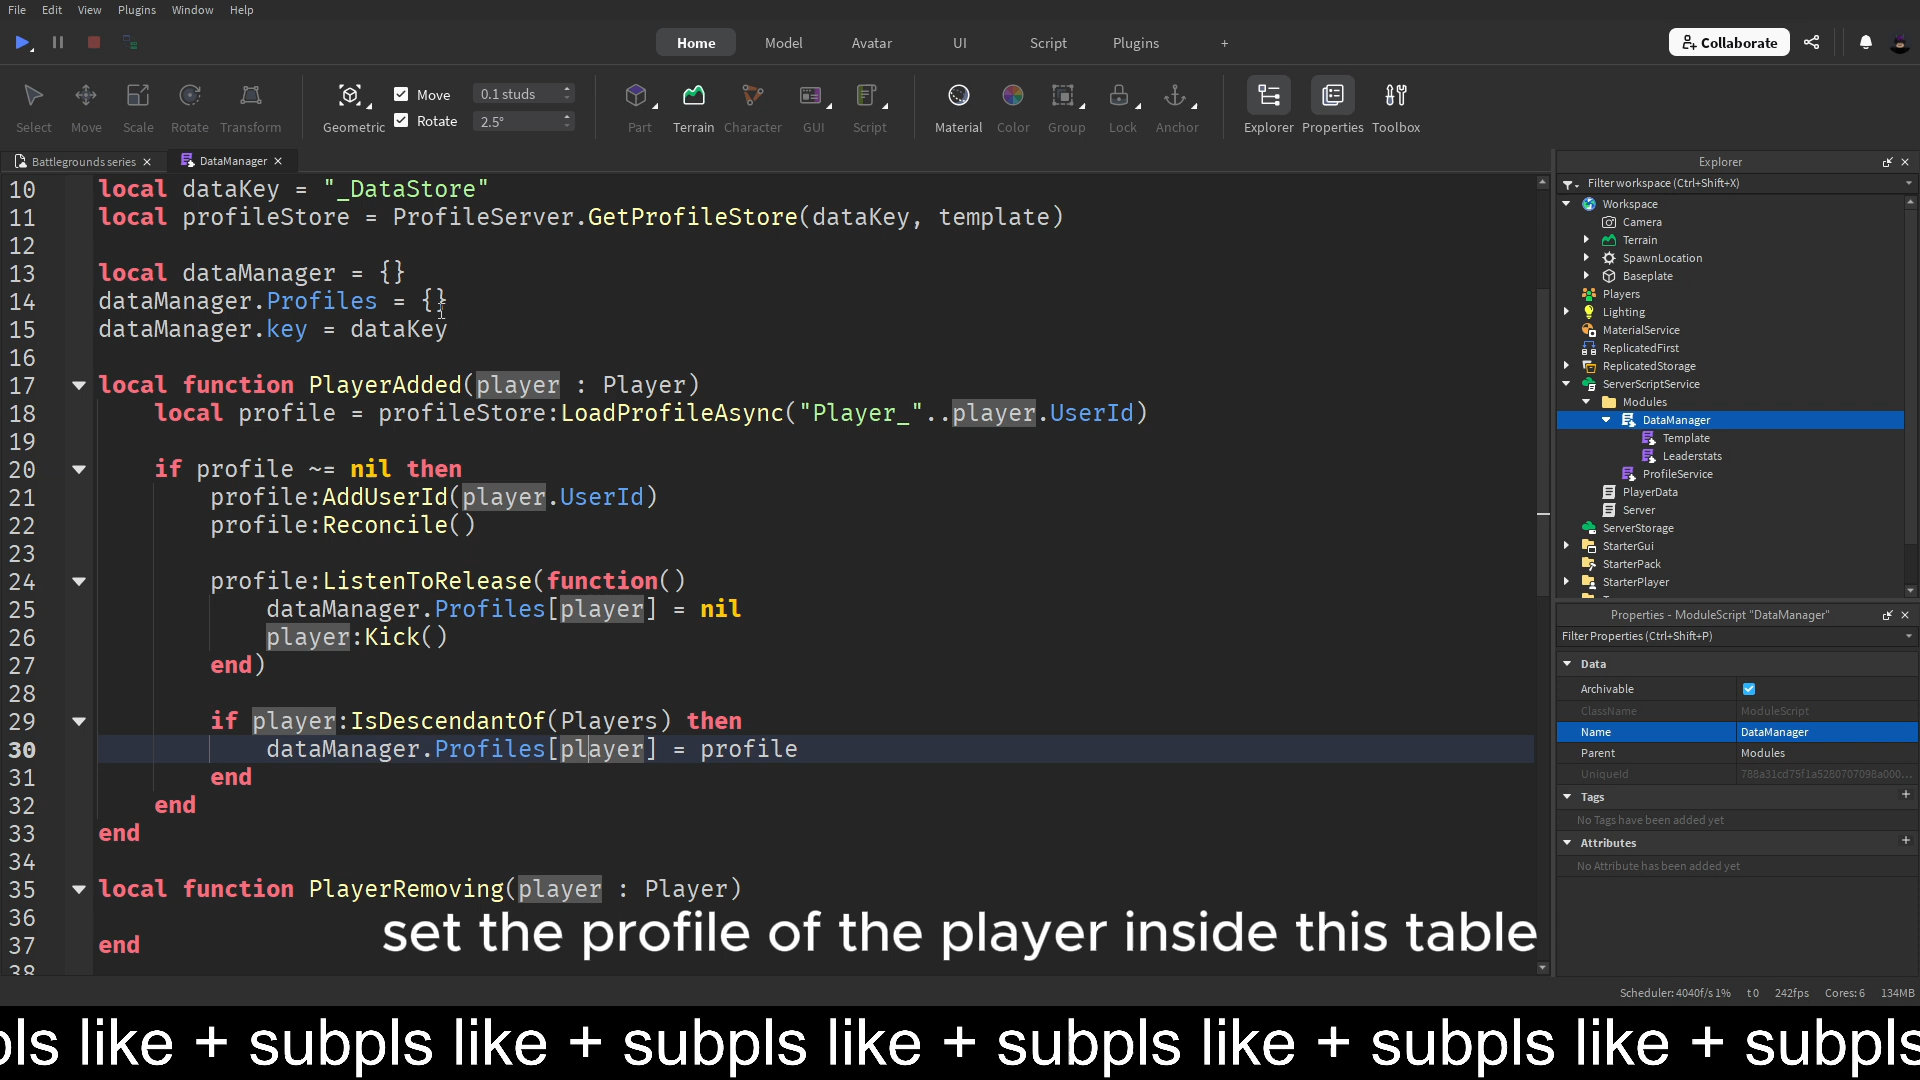 File Edit View Plugins Window Help
Home Model Avatar UI Script Plugins +
Collaborate
Select Move Scale Rotate Transform
Geometric
Move 0.1 studs
Rotate 2.5°
Part Terrain Character GUI Script
Material Color Group Lock Anchor
Explorer Properties Toolbox
Battlegrounds series
DataManager
10 local dataKey = "_DataStore"
11 local profileStore = ProfileServer.GetProfileStore(dataKey, template)
12
13 local dataManager = {}
14 dataManager.Profiles = {}
15 dataManager.key = dataKey
16
17 local function PlayerAdded(player : Player)
18 local profile = profileStore:LoadProfileAsync("Player_"..player.UserId)
19
20 if profile ~= nil then
21 profile:AddUserId(player.UserId)
22 profile:Reconcile()
23
24 profile:ListenToRelease(function()
25 dataManager.Profiles[player] = nil
26 player:Kick()
27 end)
28
29 if player:IsDescendantOf(Players) then
30 dataManager.Profiles[player] = profile
31 end
32 end
33 end
34
35 local function PlayerRemoving(player : Player)
36
37 end
38
set the profile of the player inside this table
Explorer
Filter workspace (Ctrl+Shift+X)
Workspace
Camera
Terrain
SpawnLocation
Baseplate
Players
Lighting
MaterialService
ReplicatedFirst
ReplicatedStorage
ServerScriptService
Modules
DataManager
Template
Leaderstats
ProfileService
PlayerData
Server
ServerStorage
StarterGui
StarterPack
StarterPlayer
Properties - ModuleScript "DataManager"
Filter Properties (Ctrl+Shift+P)
Data
Archivable
ClassName ModuleScript
Name DataManager
Parent Modules
UniqueId 788a31cd75f1a5280707098a000...
Tags +
No Tags have been added yet
Attributes +
No Attribute has been added yet
Scheduler: 4040f/s 1% t0 242fps Cores: 6 134MB
pls like + subpls like + subpls like + subpls like + subpls like + subpls